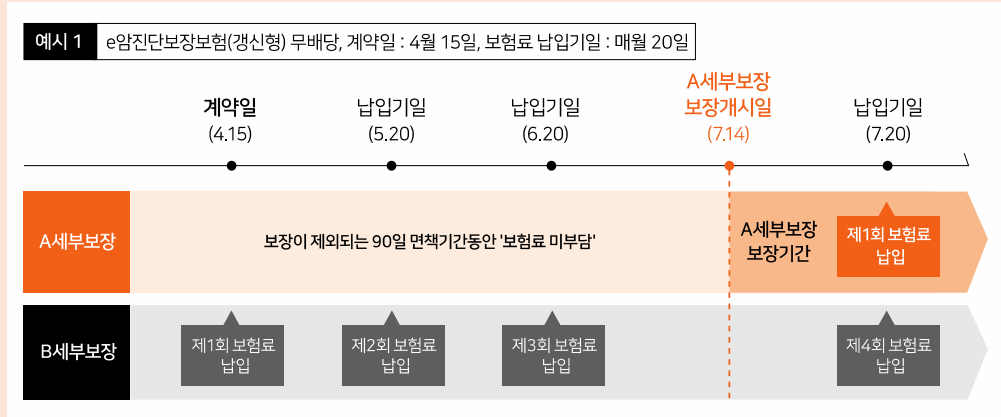 예시 1 e암진단보장보험(갱신형) 무배당, 계약일 : 4월 15일, 보험료 납입기일 : 매월 20일
계약일
(4.15)
납입기일
(5.20)
납입기일
(6.20)
A세부보장
보장개시일
(7.14)
납입기일
(7.20)
A세부보장
보장이 제외되는 90일 면책기간동안 '보험료 미부담'
A세부보장
보장기간
제1회 보험료
납입
B세부보장
제1회 보험료
납입
제2회 보험료
납입
제3회 보험료
납입
제4회 보험료
납입